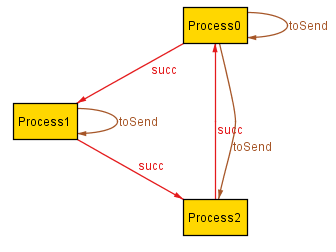 Process0
toSend
succ
Process1
toSend
succ
toSend
succ
Process2